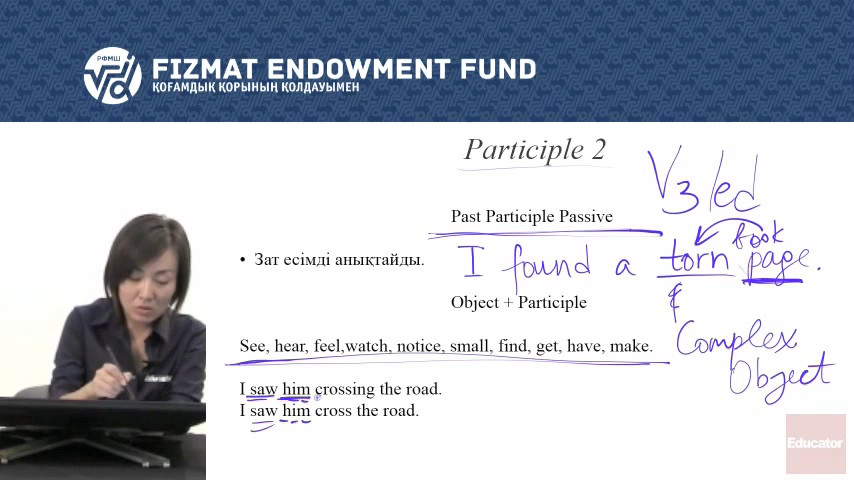 РФМШ
FIZMAT ENDOWMENT FUND
ҚОҒАМДЫҚ ҚОРЫНЫҢ ҚОЛДАУЫМЕН
Participle 2
V3/ed
Past Participle Passive
book
• Зат есімді анықтайды.
I found a torn page.
Object + Participle
Complex
Object
See, hear, feel,watch, notice, small, find, get, have, make.
I saw him crossing the road.
I saw him cross the road.
Educator